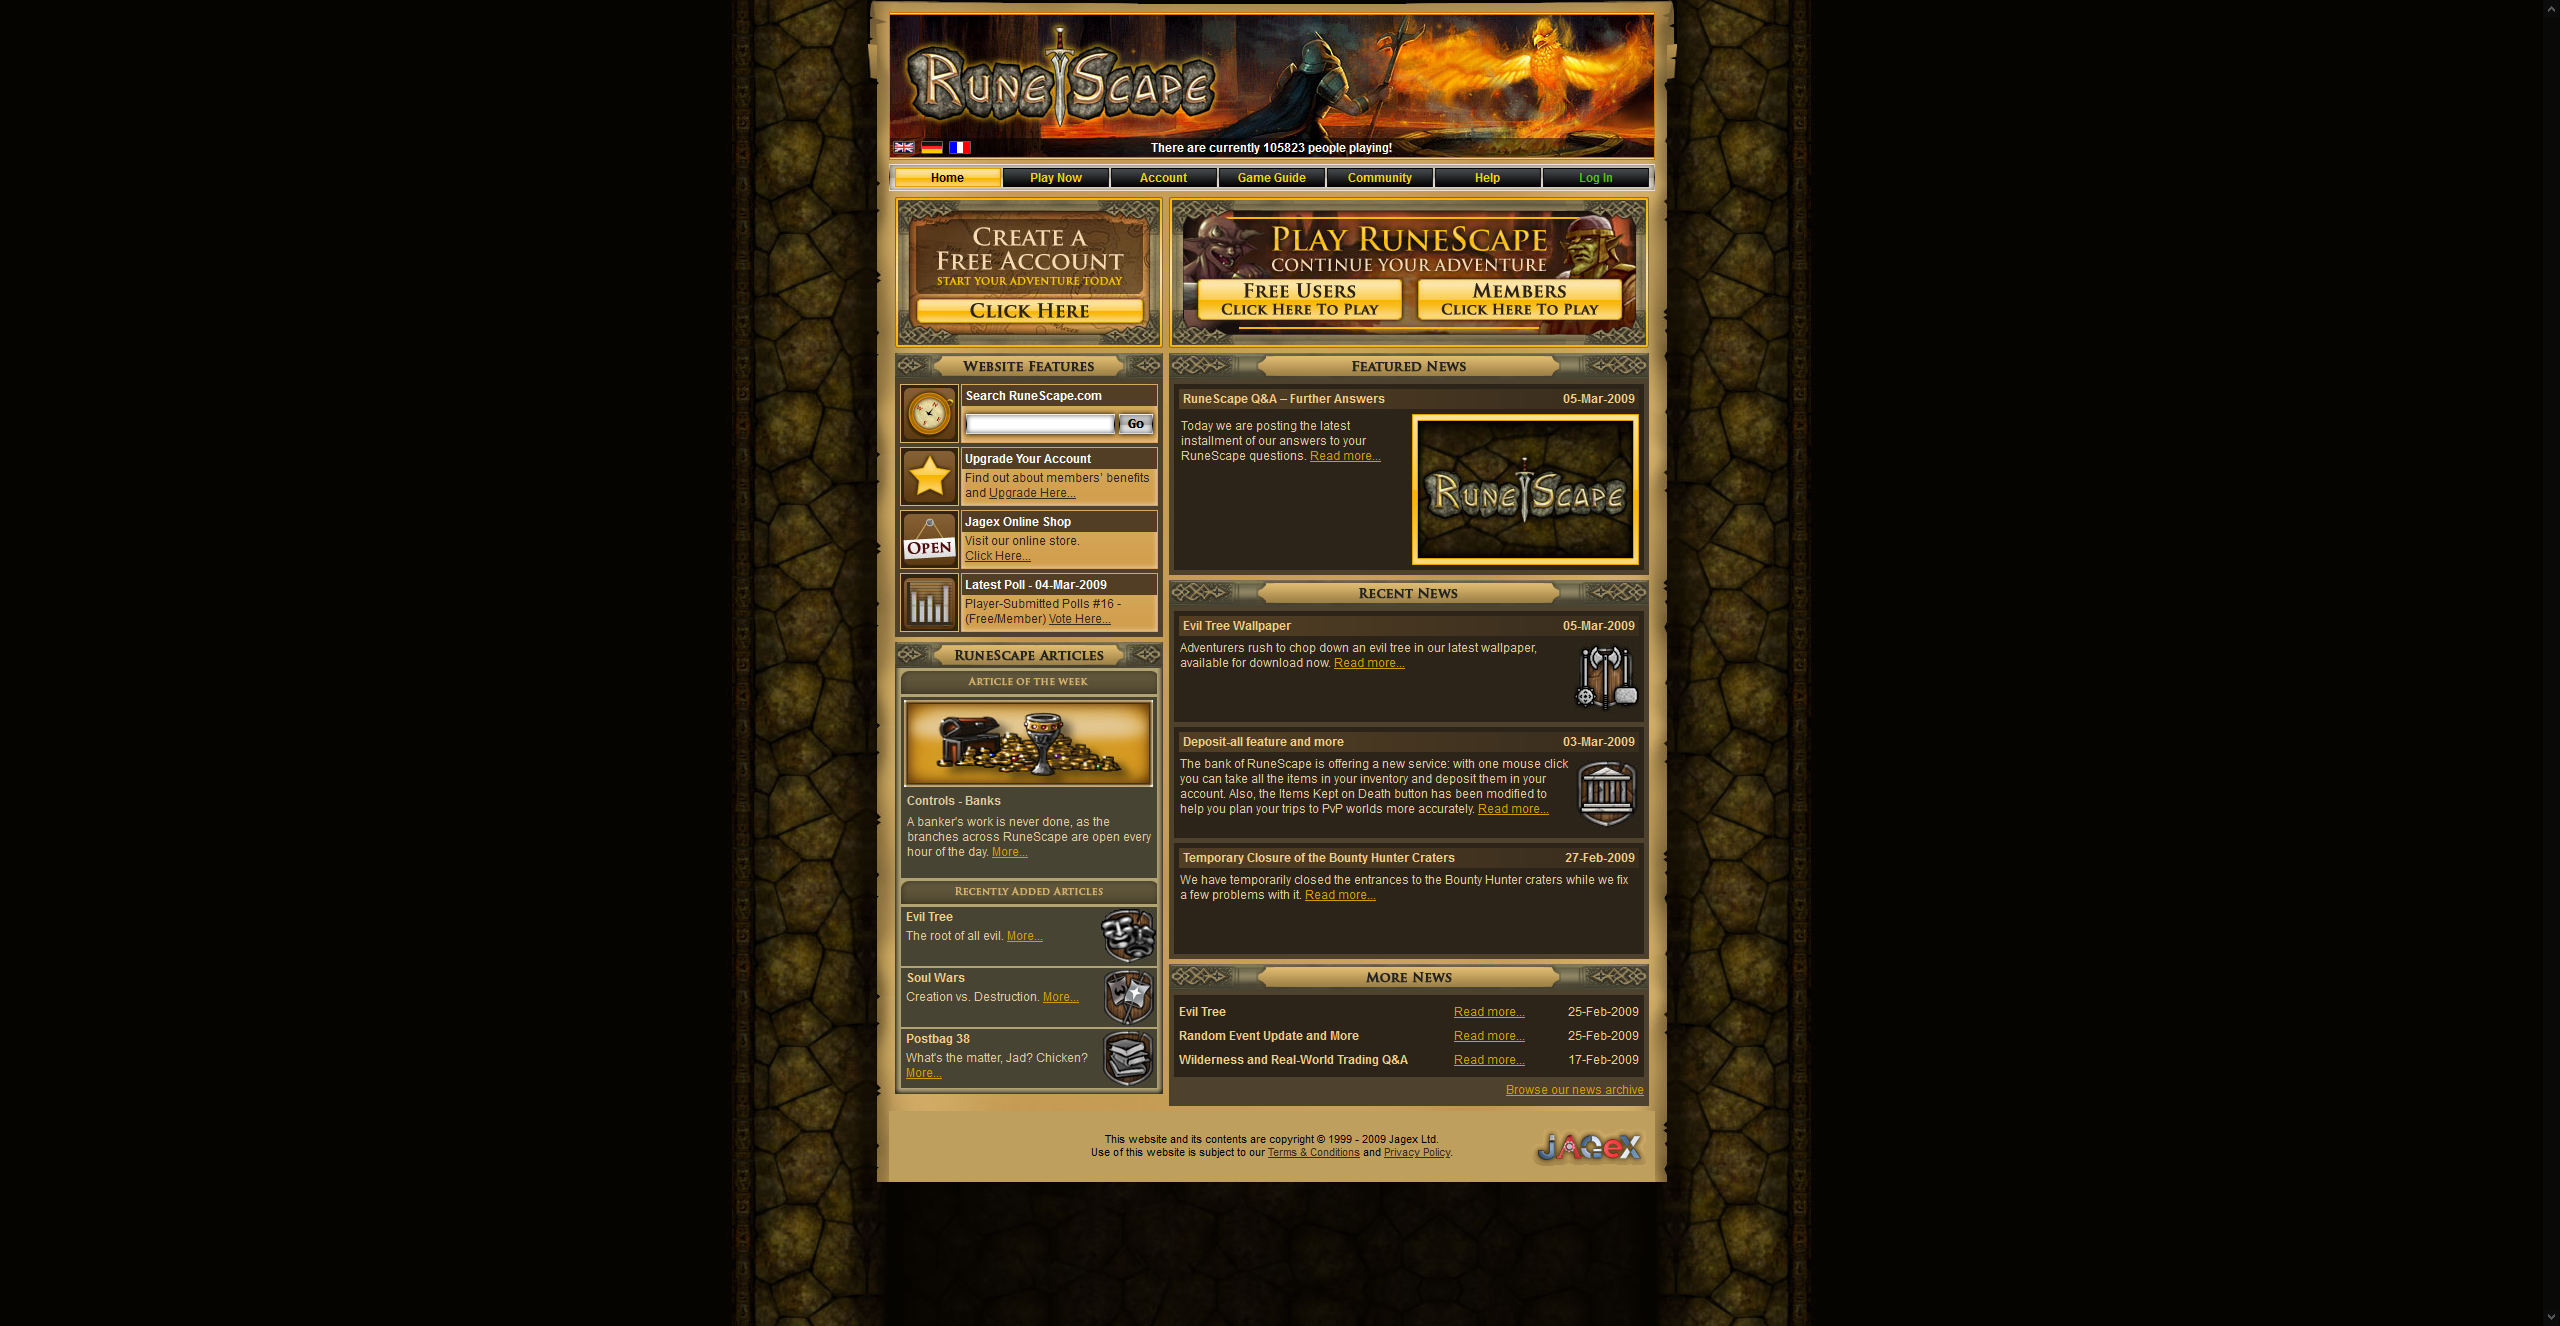 RUNESCAPE
There are currently 105823 people playing!
Home Play Now Account Game Guide Community Help Log In
CREATE A
FREE ACCOUNT
START YOUR ADVENTURE TODAY
CLICK HERE
PLAY RUNESCAPE
CONTINUE YOUR ADVENTURE
FREE USERS
CLICK HERE TO PLAY
MEMBERS
CLICK HERE TO PLAY
WEBSITE FEATURES
Search RuneScape.com
Go
Upgrade Your Account
Find out about members' benefits
and Upgrade Here...
OPEN
Jagex Online Shop
Visit our online store.
Click Here...
Latest Poll - 04-Mar-2009
Player-Submitted Polls #16 -
(Free/Member) Vote Here...
RUNESCAPE ARTICLES
ARTICLE OF THE WEEK
Controls - Banks
A banker's work is never done, as the
branches across RuneScape are open every
hour of the day. More...
RECENTLY ADDED ARTICLES
Evil Tree
The root of all evil. More...
Soul Wars
Creation vs. Destruction. More...
Postbag 38
What's the matter, Jad? Chicken?
More...
FEATURED NEWS
RuneScape Q&A – Further Answers 05-Mar-2009
Today we are posting the latest
installment of our answers to your
RuneScape questions. Read more...
RUNESCAPE
RECENT NEWS
Evil Tree Wallpaper 05-Mar-2009
Adventurers rush to chop down an evil tree in our latest wallpaper,
available for download now. Read more...
Deposit-all feature and more 03-Mar-2009
The bank of RuneScape is offering a new service: with one mouse click
you can take all the items in your inventory and deposit them in your
account. Also, the Items Kept on Death button has been modified to
help you plan your trips to PvP worlds more accurately. Read more...
Temporary Closure of the Bounty Hunter Craters 27-Feb-2009
We have temporarily closed the entrances to the Bounty Hunter craters while we fix
a few problems with it. Read more...
MORE NEWS
Evil Tree Read more... 25-Feb-2009
Random Event Update and More Read more... 25-Feb-2009
Wilderness and Real-World Trading Q&A Read more... 17-Feb-2009
Browse our news archive
This website and its contents are copyright © 1999 - 2009 Jagex Ltd.
Use of this website is subject to our Terms & Conditions and Privacy Policy.
JAGeX